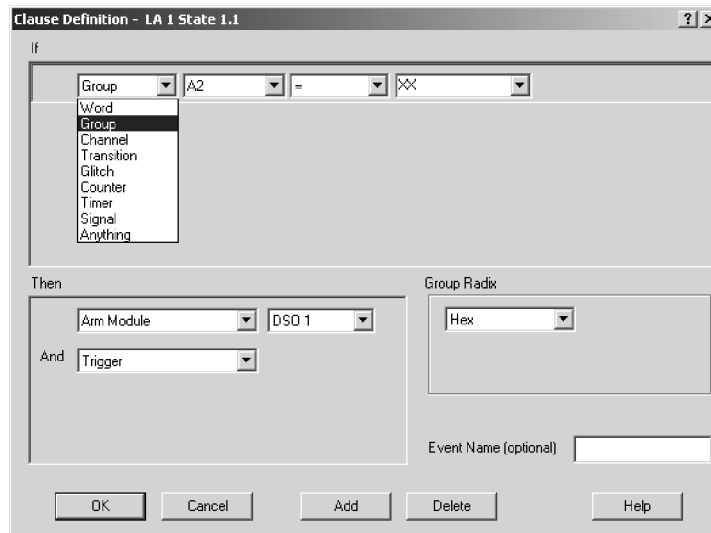 Clause Definition - LA 1 State 1.1
If
Group A2 = XX
Word
Group
Channel
Transition
Glitch
Counter
Timer
Signal
Anything
Then
Arm Module DSO 1
And Trigger
Group Radix
Hex
Event Name (optional)
OK Cancel Add Delete Help